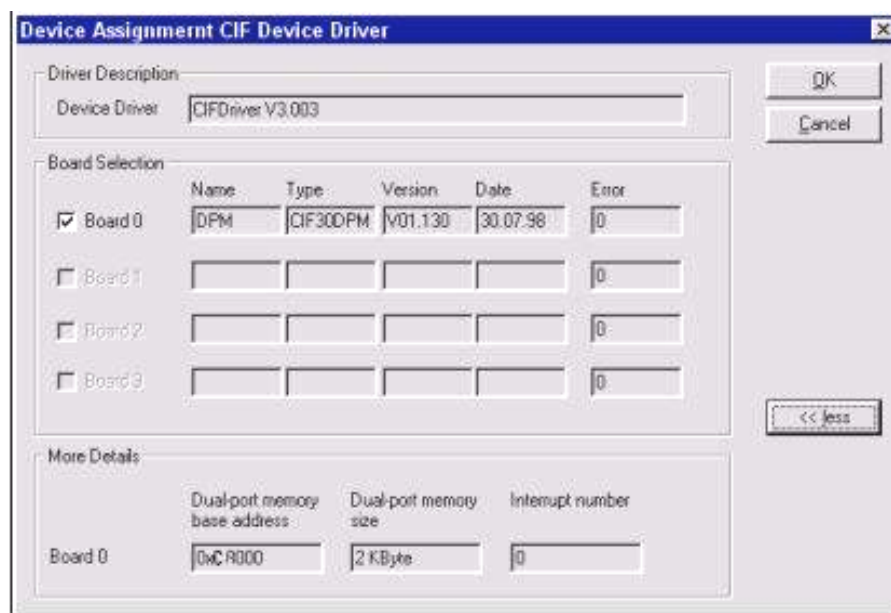 Device Assignmernt CIF Device Driver
Driver Description
Device Driver CIFDriver V3.003
OK
Cancel
Board Selection
Name Type Version Date Error
Board 0 DPM CIF30DPM V01.130 30.07.98 0
Board 1 0
Board 2 0
Board 3 0
<< less
More Details
Dual-port memory base address
Dual-port memory size
Interrupt number
Board 0 0xCA000 2 KByte 0